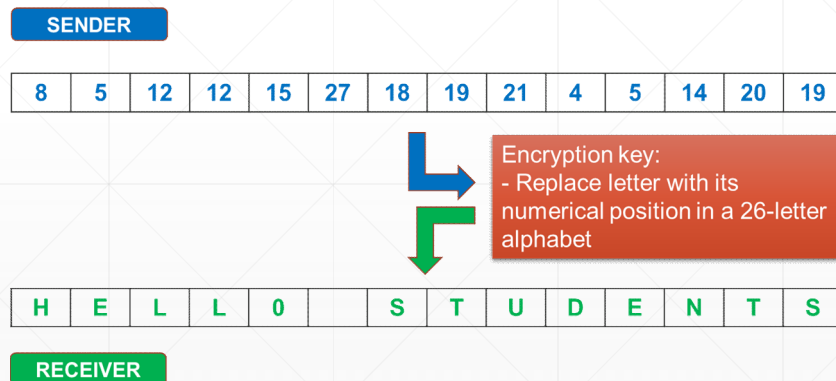 SENDER
8 5 12 12 15 27 18 19 21 4 5 14 20 19
Encryption key:
- Replace letter with its
numerical position in a 26-letter
alphabet
H E L L 0 S T U D E N T S
RECEIVER